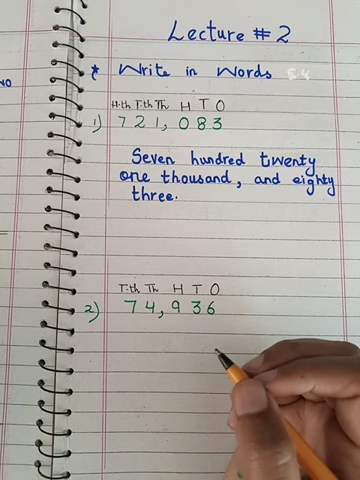 Lecture # 2
* Write in Words
NO
H.th T.th Th H T O
1) 721,083
Seven hundred twenty
one thousand, and eighty
three.
T.th Th H T O
2) 74,936